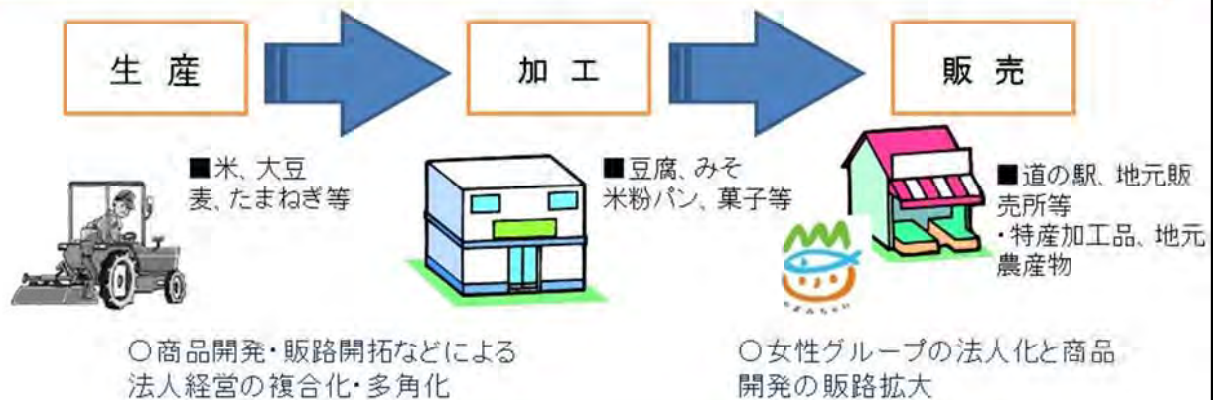 生 産
加 工
販 売
■米、大豆
麦、たまねぎ等
■豆腐、みそ
米粉パン、菓子等
■道の駅、地元販
売所等
・特産加工品、地元
農産物
○商品開発・販路開拓などによる
法人経営の複合化・多角化
○女性グループの法人化と商品
開発の販路拡大